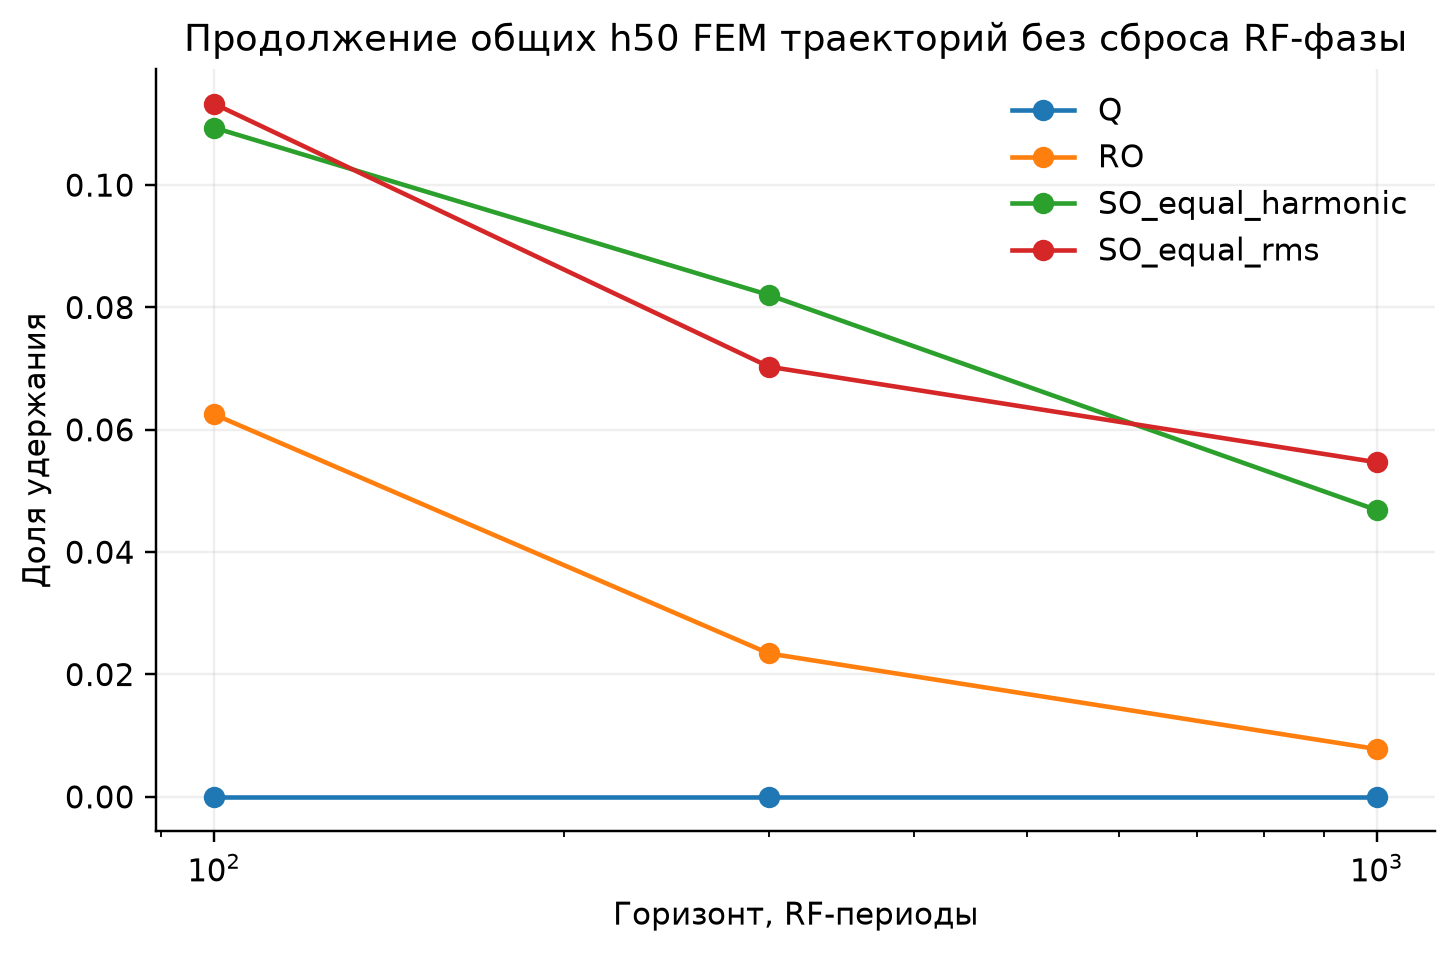 Продолжение общих h50 FEM траекторий без сброса RF-фазы
Q
RO
SO_equal_harmonic
SO_equal_rms
0.10
0.08
0.06
0.04
0.02
0.00
Доля удержания
10²
10³
Горизонт, RF-периоды